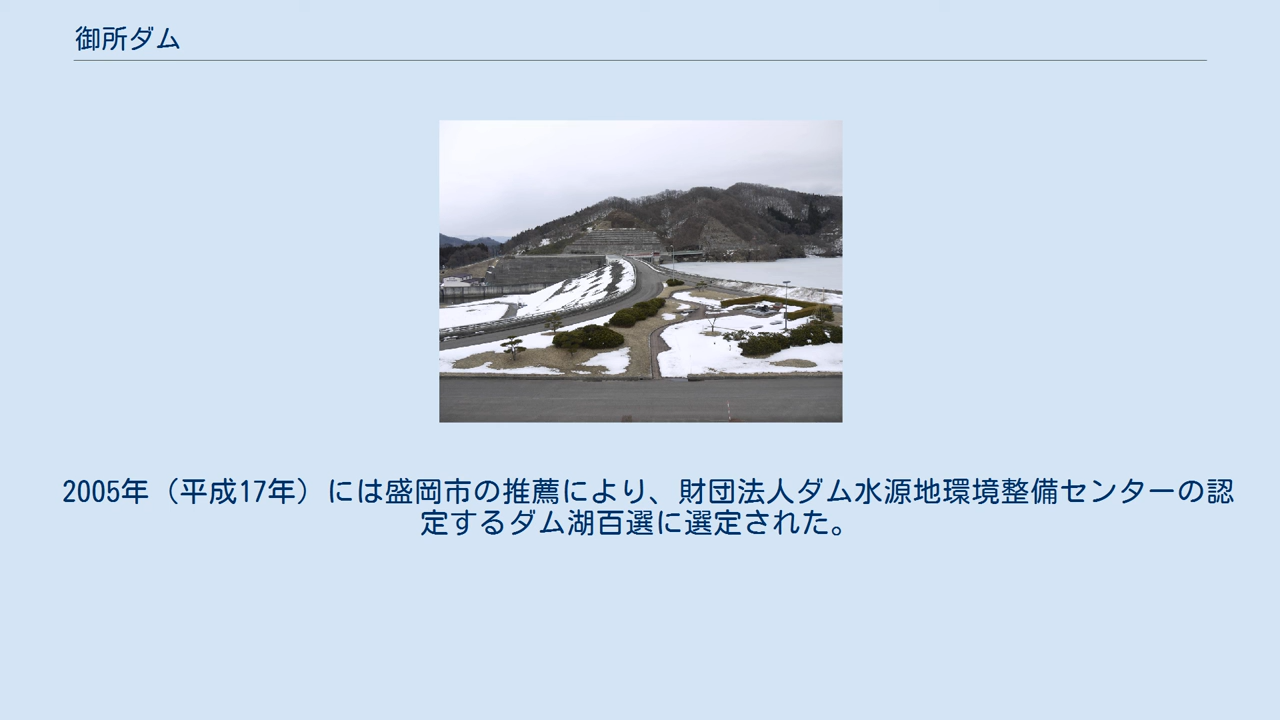 御所ダム
2005年（平成17年）には盛岡市の推薦により、財団法人ダム水源地環境整備センターの認
定するダム湖百選に選定された。